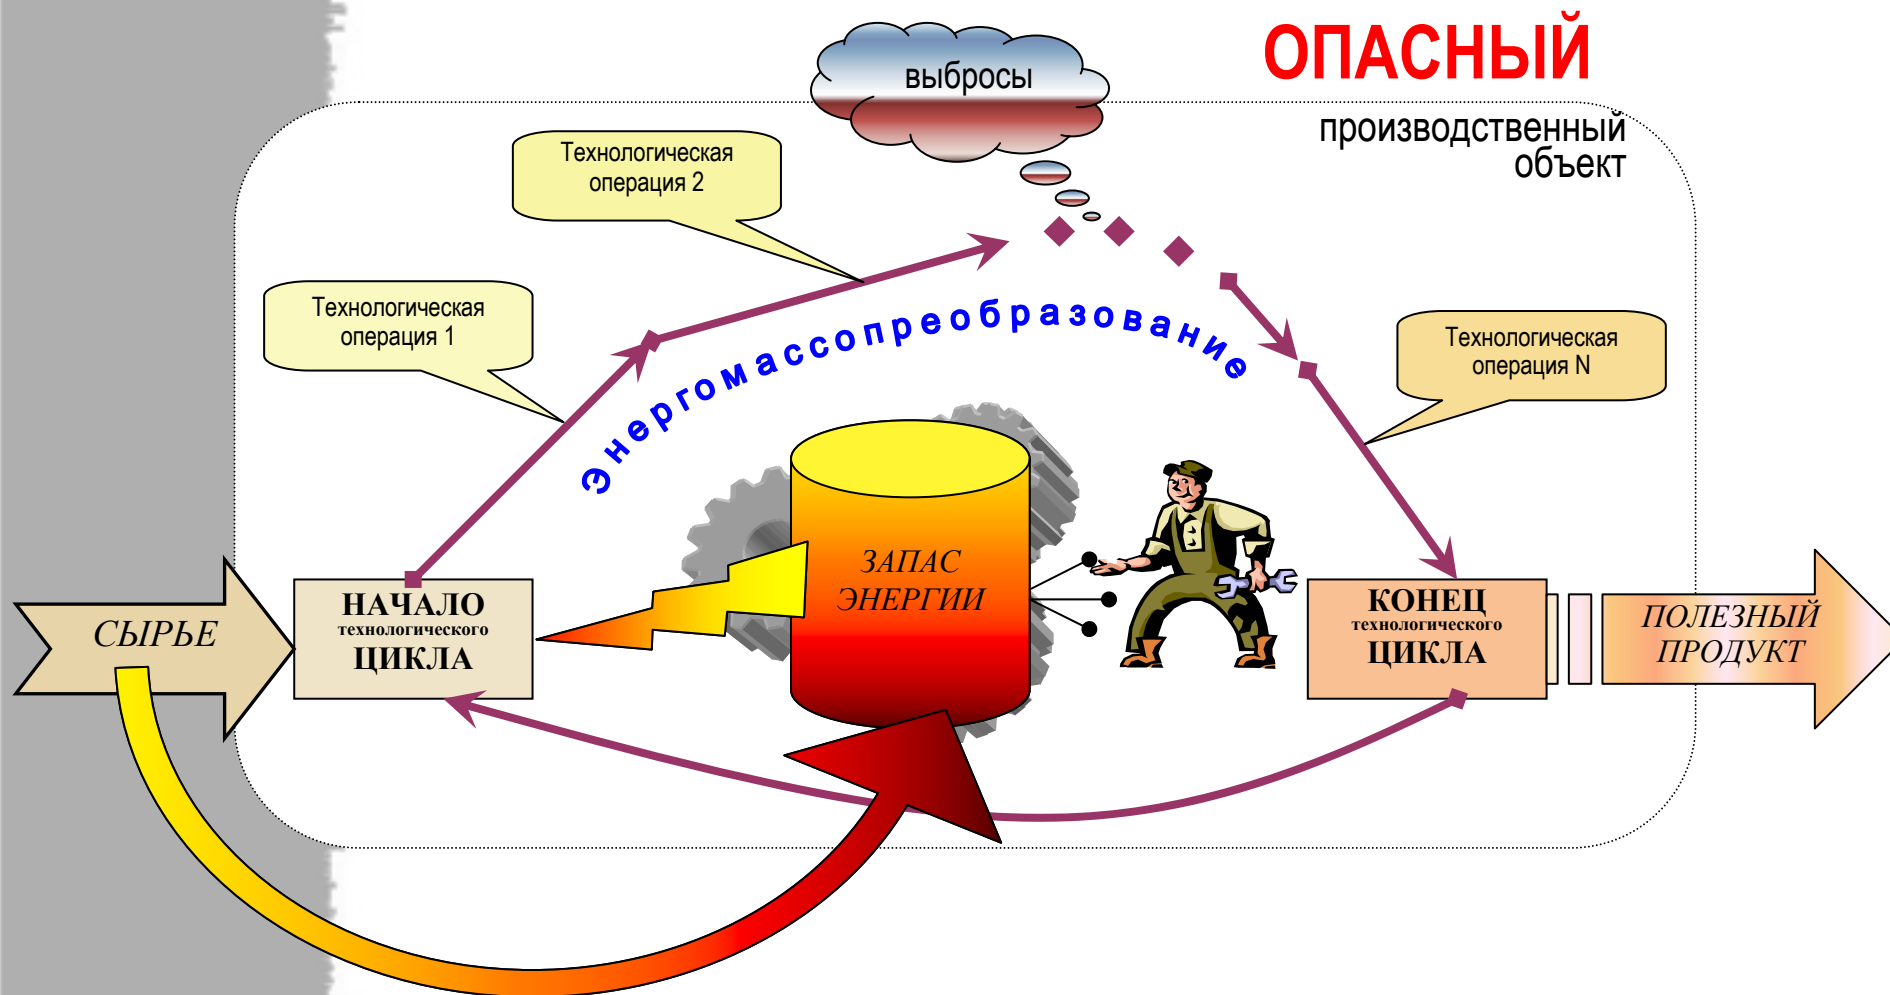 ОПАСНЫЙ
производственный
объект
выбросы
Технологическая
операция 2
Технологическая
операция 1
Технологическая
операция N
Энергомассопреобразование
ЗАПАС
ЭНЕРГИИ
СЫРЬЕ
НАЧАЛО
технологического
ЦИКЛА
КОНЕЦ
технологического
ЦИКЛА
ПОЛЕЗНЫЙ
ПРОДУКТ